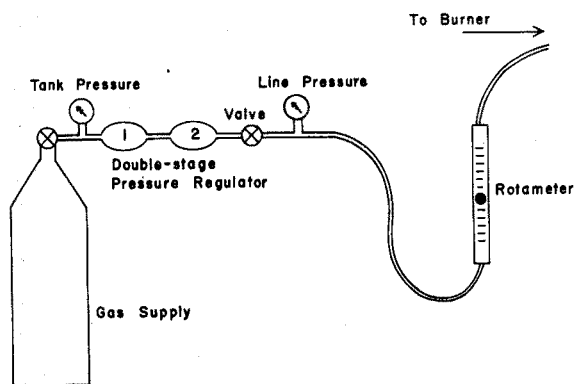 To Burner
Tank Pressure
Line Pressure
Valve
1
2
Double-stage
Pressure Regulator
Rotameter
Gas Supply